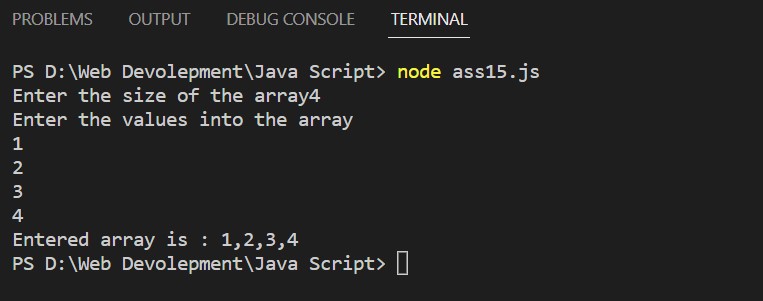 PROBLEMS OUTPUT DEBUG CONSOLE TERMINAL
PS D:\Web Devolepment\Java Script> node ass15.js
Enter the size of the array4
Enter the values into the array
1
2
3
4
Entered array is : 1,2,3,4
PS D:\Web Devolepment\Java Script>